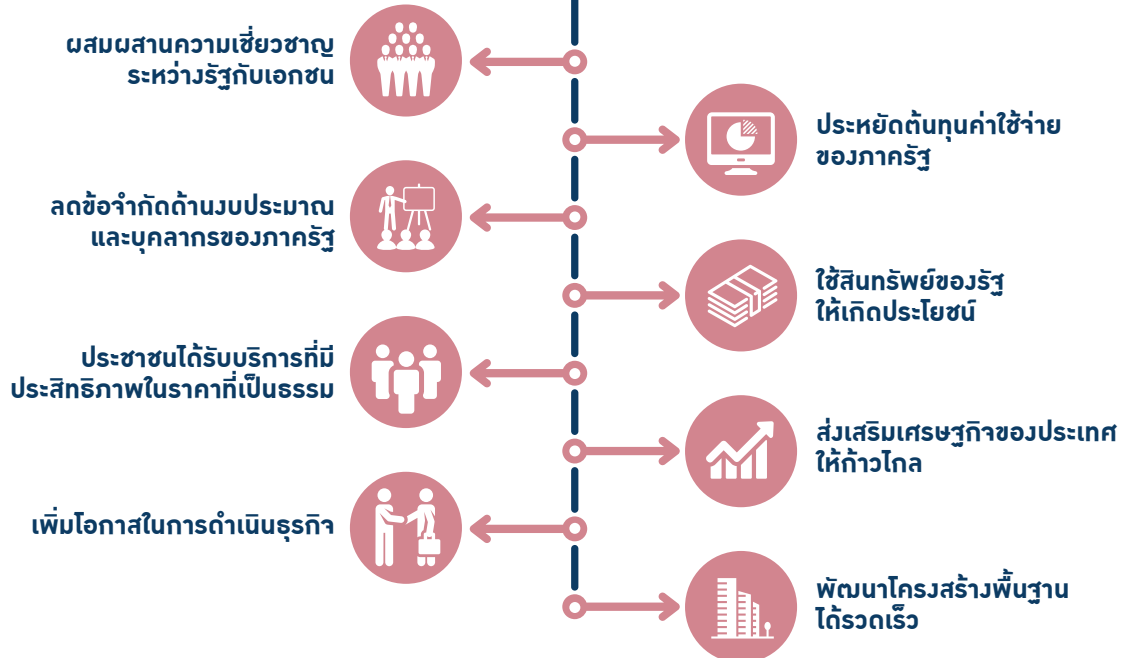 ผสมผสานความเชี่ยวชาญ
ระหว่างรัฐกับเอกชน
ประหยัดต้นทุนค่าใช้จ่าย
ของภาครัฐ
ลดข้อจำกัดด้านงบประมาณ
และบุคลากรของภาครัฐ
ใช้สินทรัพย์ของรัฐ
ให้เกิดประโยชน์
ประชาชนได้รับบริการที่มี
ประสิทธิภาพในราคาที่เป็นธรรม
ส่งเสริมเศรษฐกิจของประเทศ
ให้ก้าวไกล
เพิ่มโอกาสในการดำเนินธุรกิจ
พัฒนาโครงสร้างพื้นฐาน
ได้รวดเร็ว